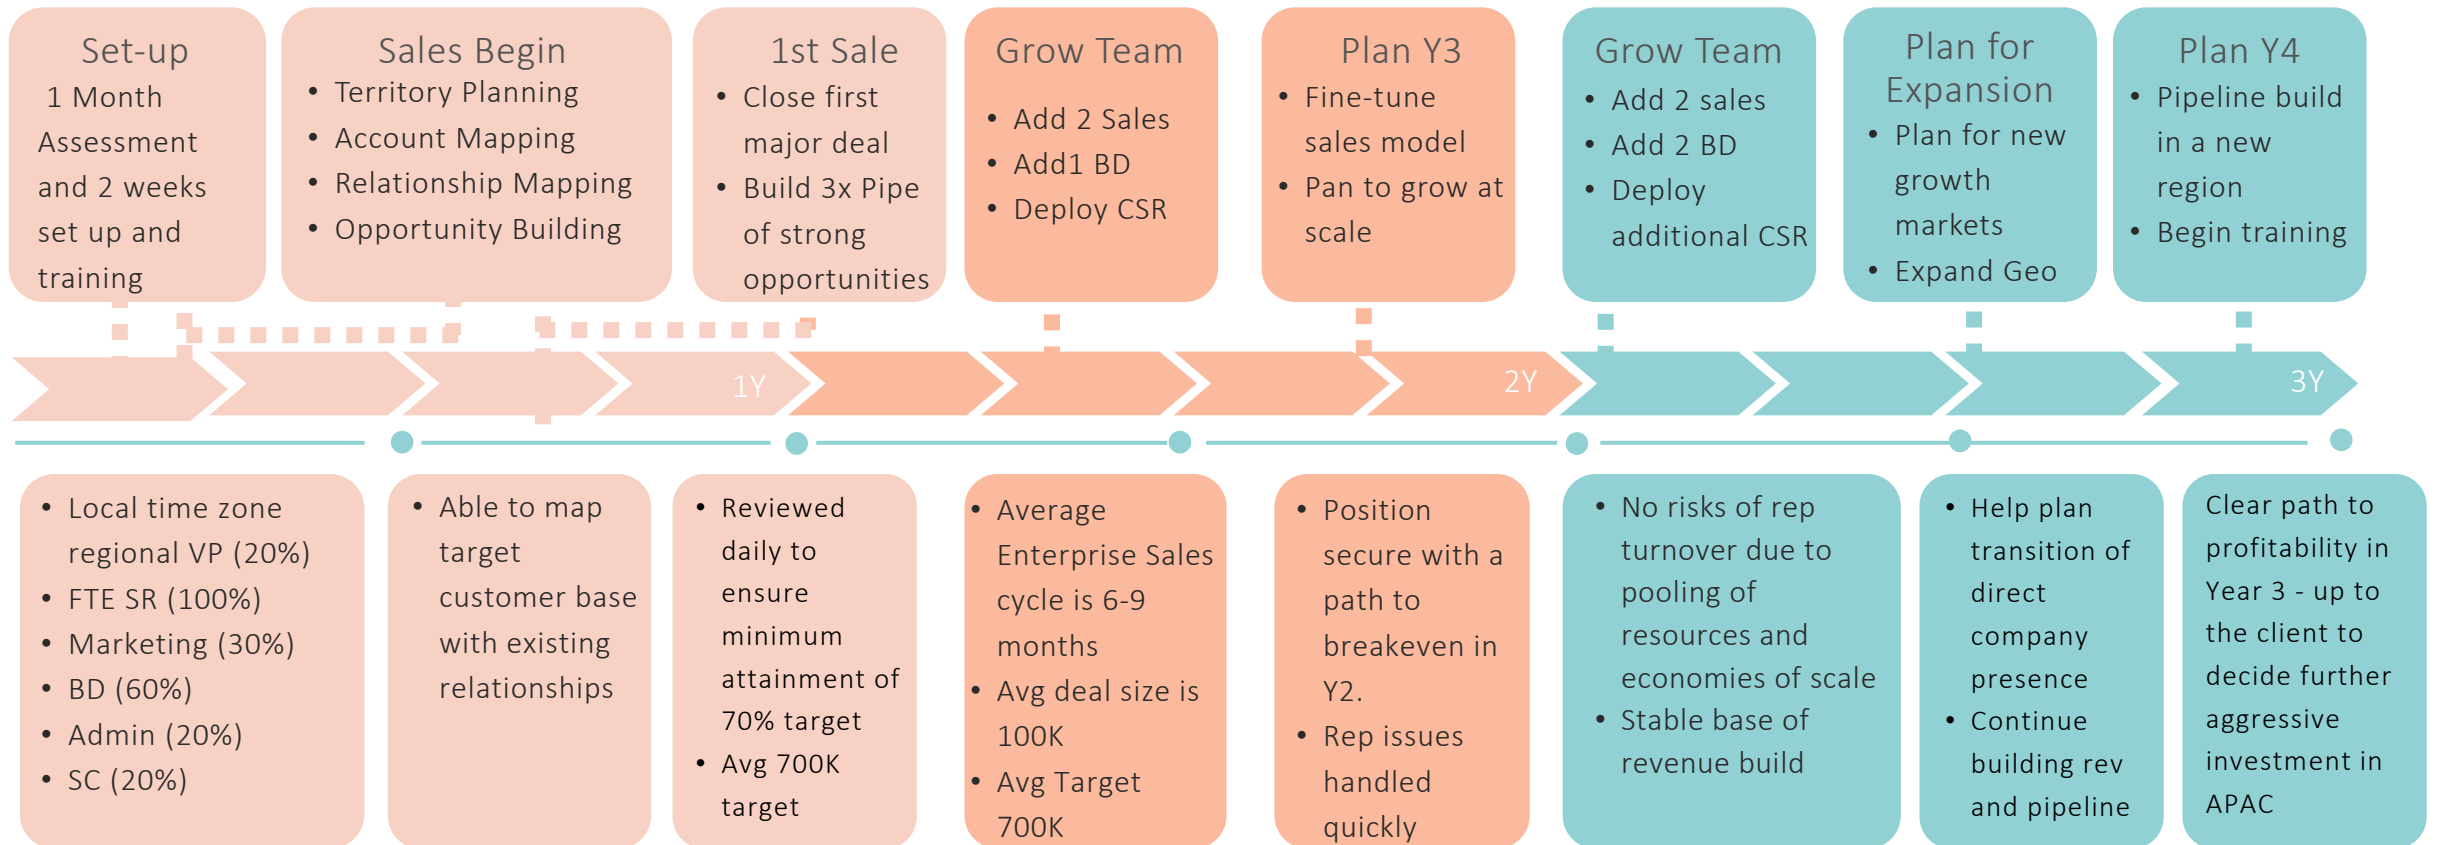 Set-up
1 Month
Assessment
and 2 weeks
set up and
training
Sales Begin
• Territory Planning
• Account Mapping
• Relationship Mapping
• Opportunity Building
1st Sale
• Close first
major deal
• Build 3x Pipe
of strong
opportunities
Grow Team
• Add 2 Sales
• Add1 BD
• Deploy CSR
Plan Y3
• Fine-tune
sales model
• Pan to grow at
scale
Grow Team
• Add 2 sales
• Add 2 BD
• Deploy
additional CSR
Plan for
Expansion
• Plan for new
growth
markets
• Expand Geo
Plan Y4
• Pipeline build
in a new
region
• Begin training
1Y
2Y
3Y
• Local time zone
regional VP (20%)
• FTE SR (100%)
• Marketing (30%)
• BD (60%)
• Admin (20%)
• SC (20%)
• Able to map
target
customer base
with existing
relationships
• Reviewed
daily to
ensure
minimum
attainment of
70% target
• Avg 700K
target
• Average
Enterprise Sales
cycle is 6-9
months
• Avg deal size is
100K
• Avg Target
700K
• Position
secure with a
path to
breakeven in
Y2.
• Rep issues
handled
quickly
• No risks of rep
turnover due to
pooling of
resources and
economies of scale
• Stable base of
revenue build
• Help plan
transition of
direct
company
presence
• Continue
building rev
and pipeline
Clear path to
profitability in
Year 3 - up to
the client to
decide further
aggressive
investment in
APAC